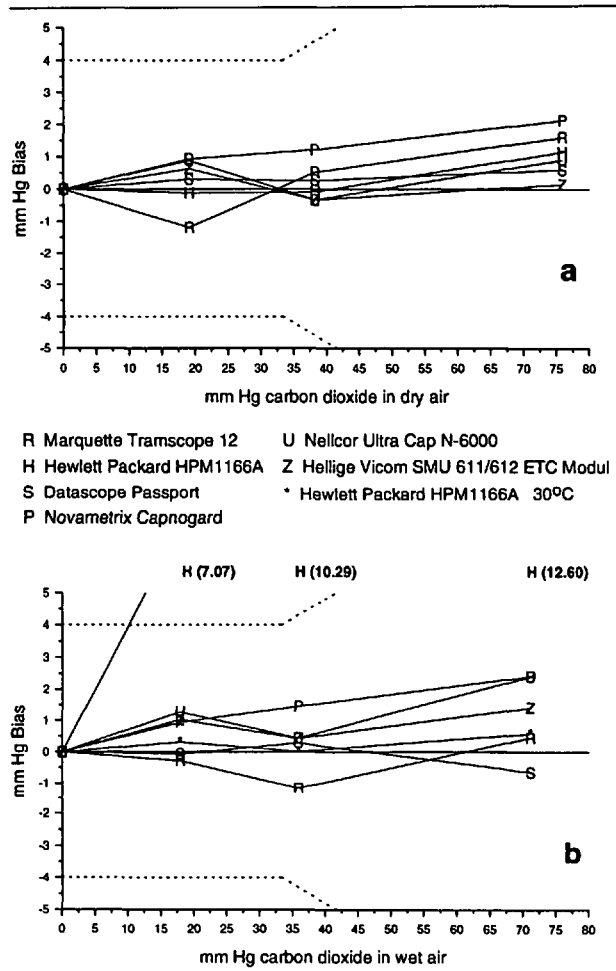 5
4
3
2
1
0
-1
-2
-3
-4
-5
mm Hg Bias
P
R
H
U
S
Z
a
0 5 10 15 20 25 30 35 40 45 50 55 60 65 70 75 80
mm Hg carbon dioxide in dry air
R Marquette Tramscope 12
H Hewlett Packard HPM1166A
S Datascope Passport
P Novametrix Capnogard
U Nellcor Ultra Cap N-6000
Z Hellige Vicom SMU 611/612 ETC Modul
* Hewlett Packard HPM1166A 30°C
H (7.07) H (10.29) H (12.60)
5
4
3
2
1
0
-1
-2
-3
-4
-5
mm Hg Bias
P
Z
R
S
b
0 5 10 15 20 25 30 35 40 45 50 55 60 65 70 75 80
mm Hg carbon dioxide in wet air